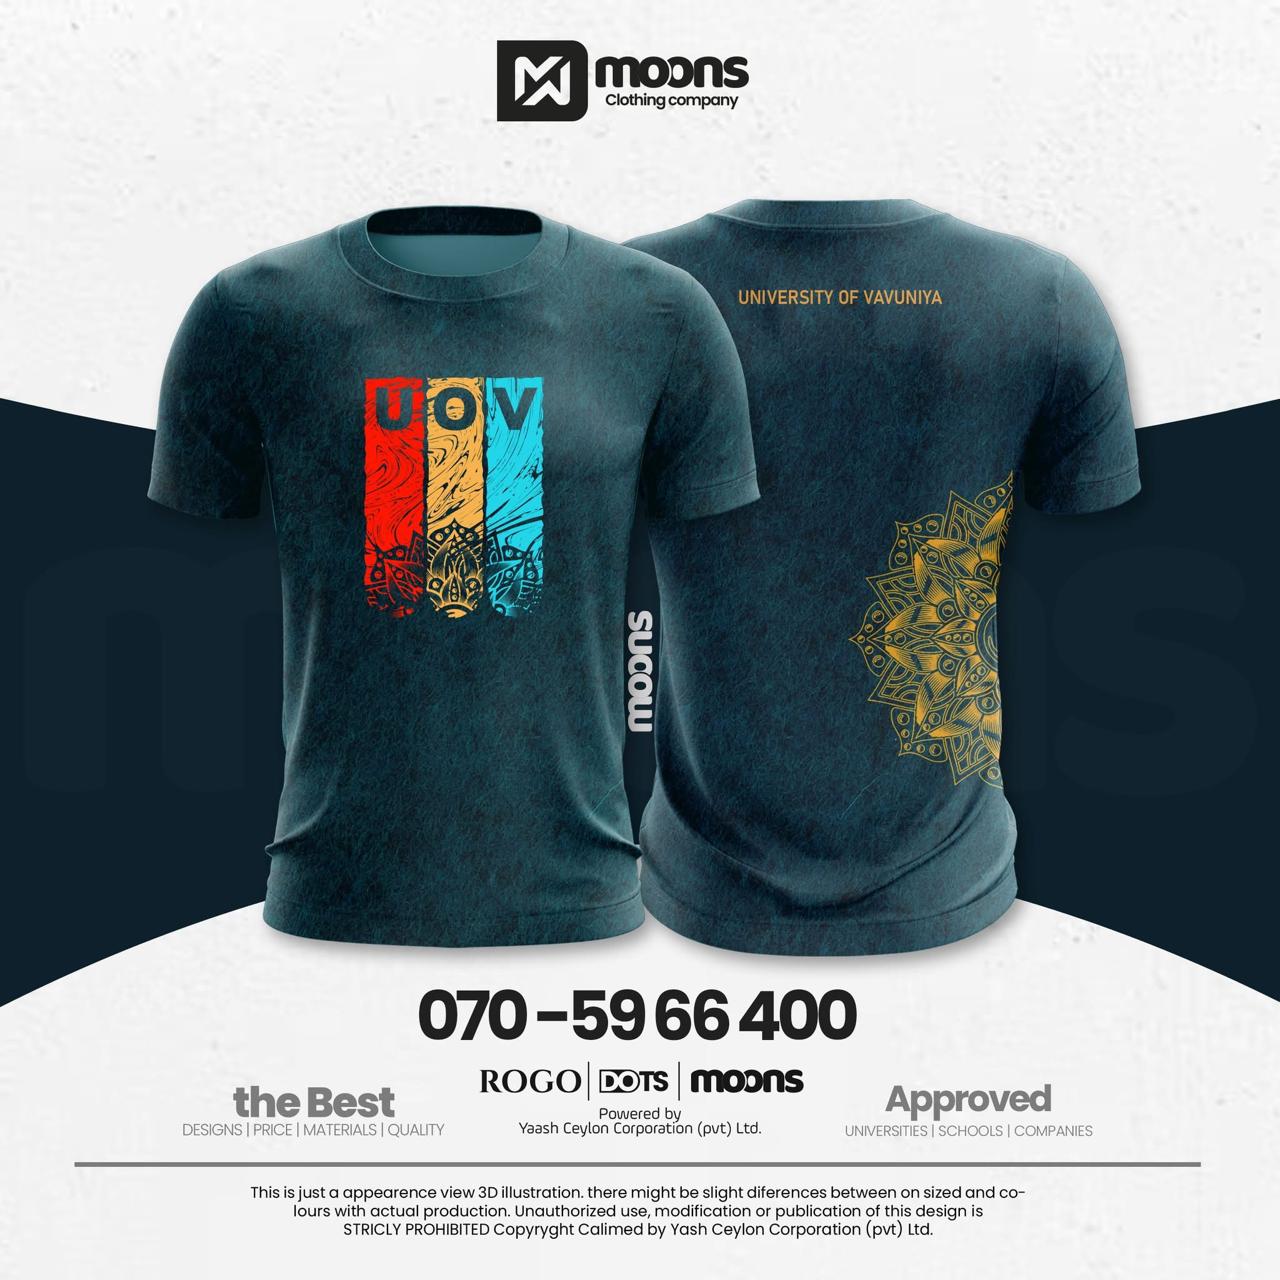 moons
Clothing company
UNIVERSITY OF VAVUNIYA
UOV
moons
070-59 66 400
ROGO | DOTS | moons
the Best
DESIGNS | PRICE | MATERIALS | QUALITY
Powered by
Yaash Ceylon Corporation (pvt) Ltd.
Approved
UNIVERSITIES | SCHOOLS | COMPANIES
This is just a appearence view 3D illustration. there might be slight diferences between on sized and co-
lours with actual production. Unauthorized use, modification or publication of this design is
STRICLY PROHIBITED Copyryght Calimed by Yash Ceylon Corporation (pvt) Ltd.